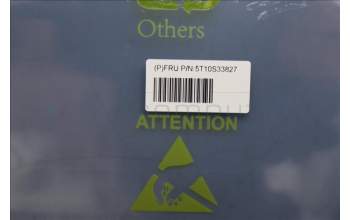 Others
(P)FRU P/N:5T10S33827
ATTENTION